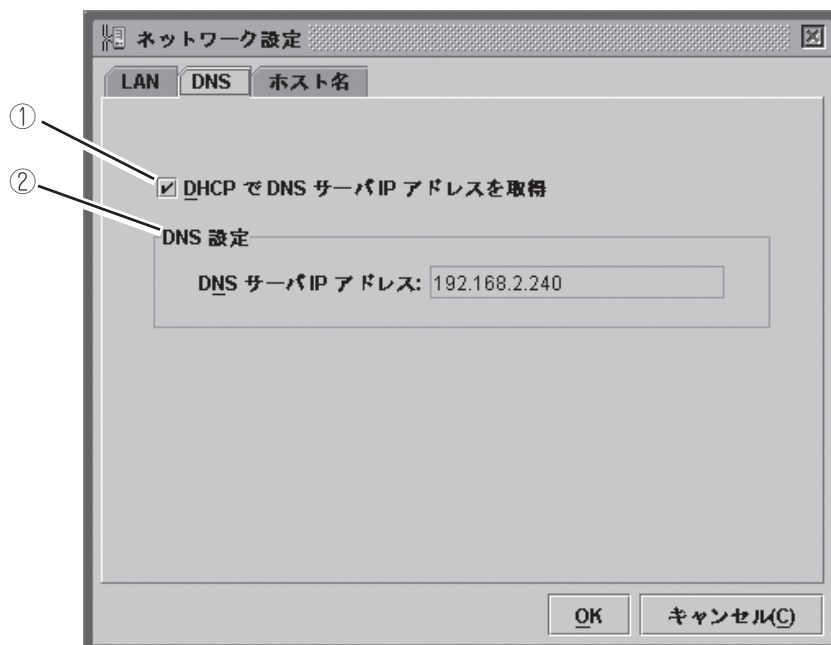 ネットワーク設定
LAN DNS ホスト名
①
DHCP で DNS サーバ IP アドレスを取得
②
DNS 設定
DNS サーバ IP アドレス: 192.168.2.240
OK キャンセル(C)